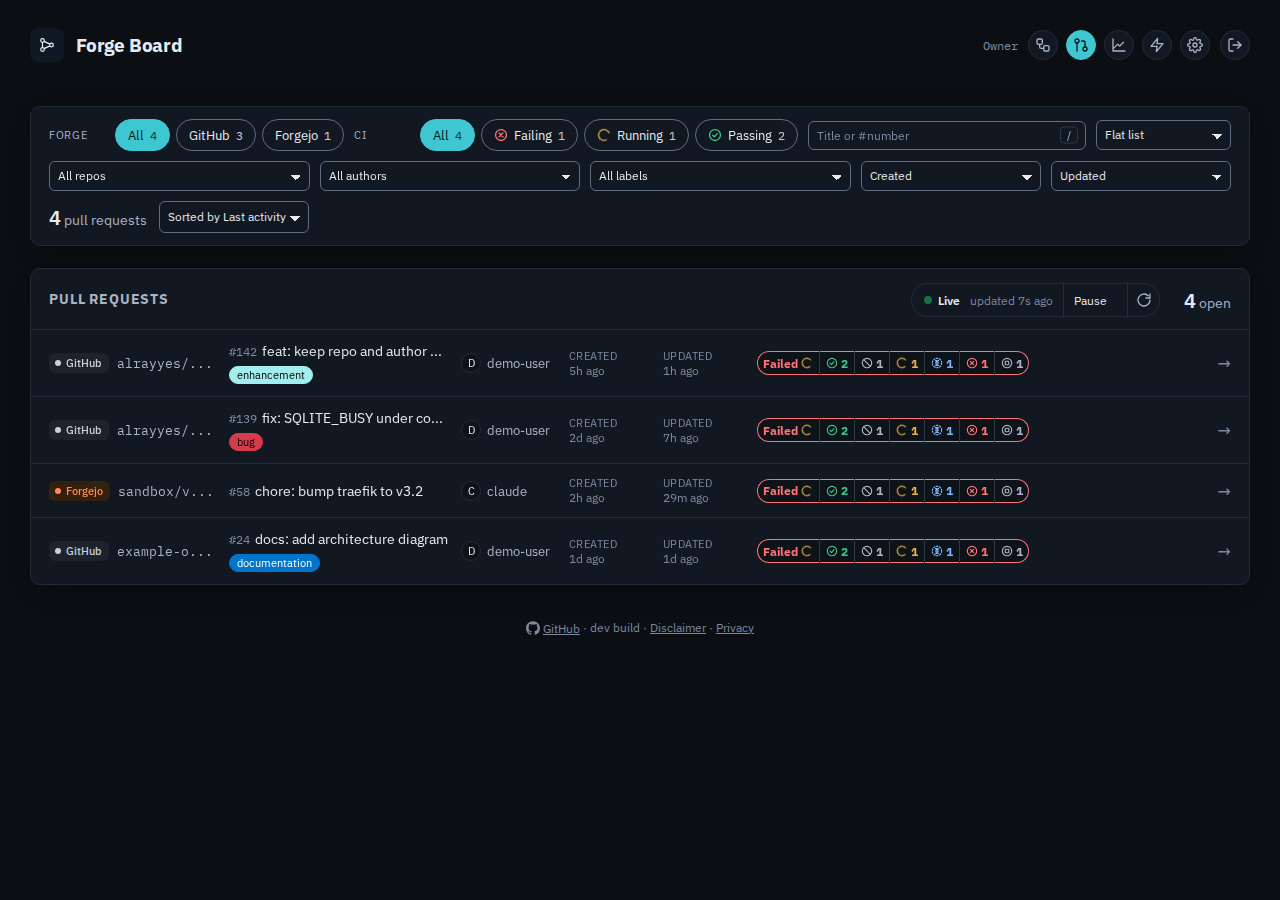 Forge Board
Owner
FORGE All 4 GitHub 3 Forgejo 1 CI All 4 Failing 1 Running 1 Passing 2 Title or #number / Flat list
All repos All authors All labels Created Updated
4 pull requests Sorted by Last activity
PULL REQUESTS Live updated 7s ago Pause 4 open
GitHub alrayyes/... #142 feat: keep repo and author ... D demo-user CREATED UPDATED Failed 2 1 1 1 1 1 →
enhancement 5h ago 1h ago
GitHub alrayyes/... #139 fix: SQLITE_BUSY under co... D demo-user CREATED UPDATED Failed 2 1 1 1 1 1 →
bug 2d ago 7h ago
Forgejo sandbox/v... #58 chore: bump traefik to v3.2 C claude CREATED UPDATED Failed 2 1 1 1 1 1 →
2h ago 29m ago
GitHub example-o... #24 docs: add architecture diagram D demo-user CREATED UPDATED Failed 2 1 1 1 1 1 →
documentation 1d ago 1d ago
GitHub · dev build · Disclaimer · Privacy